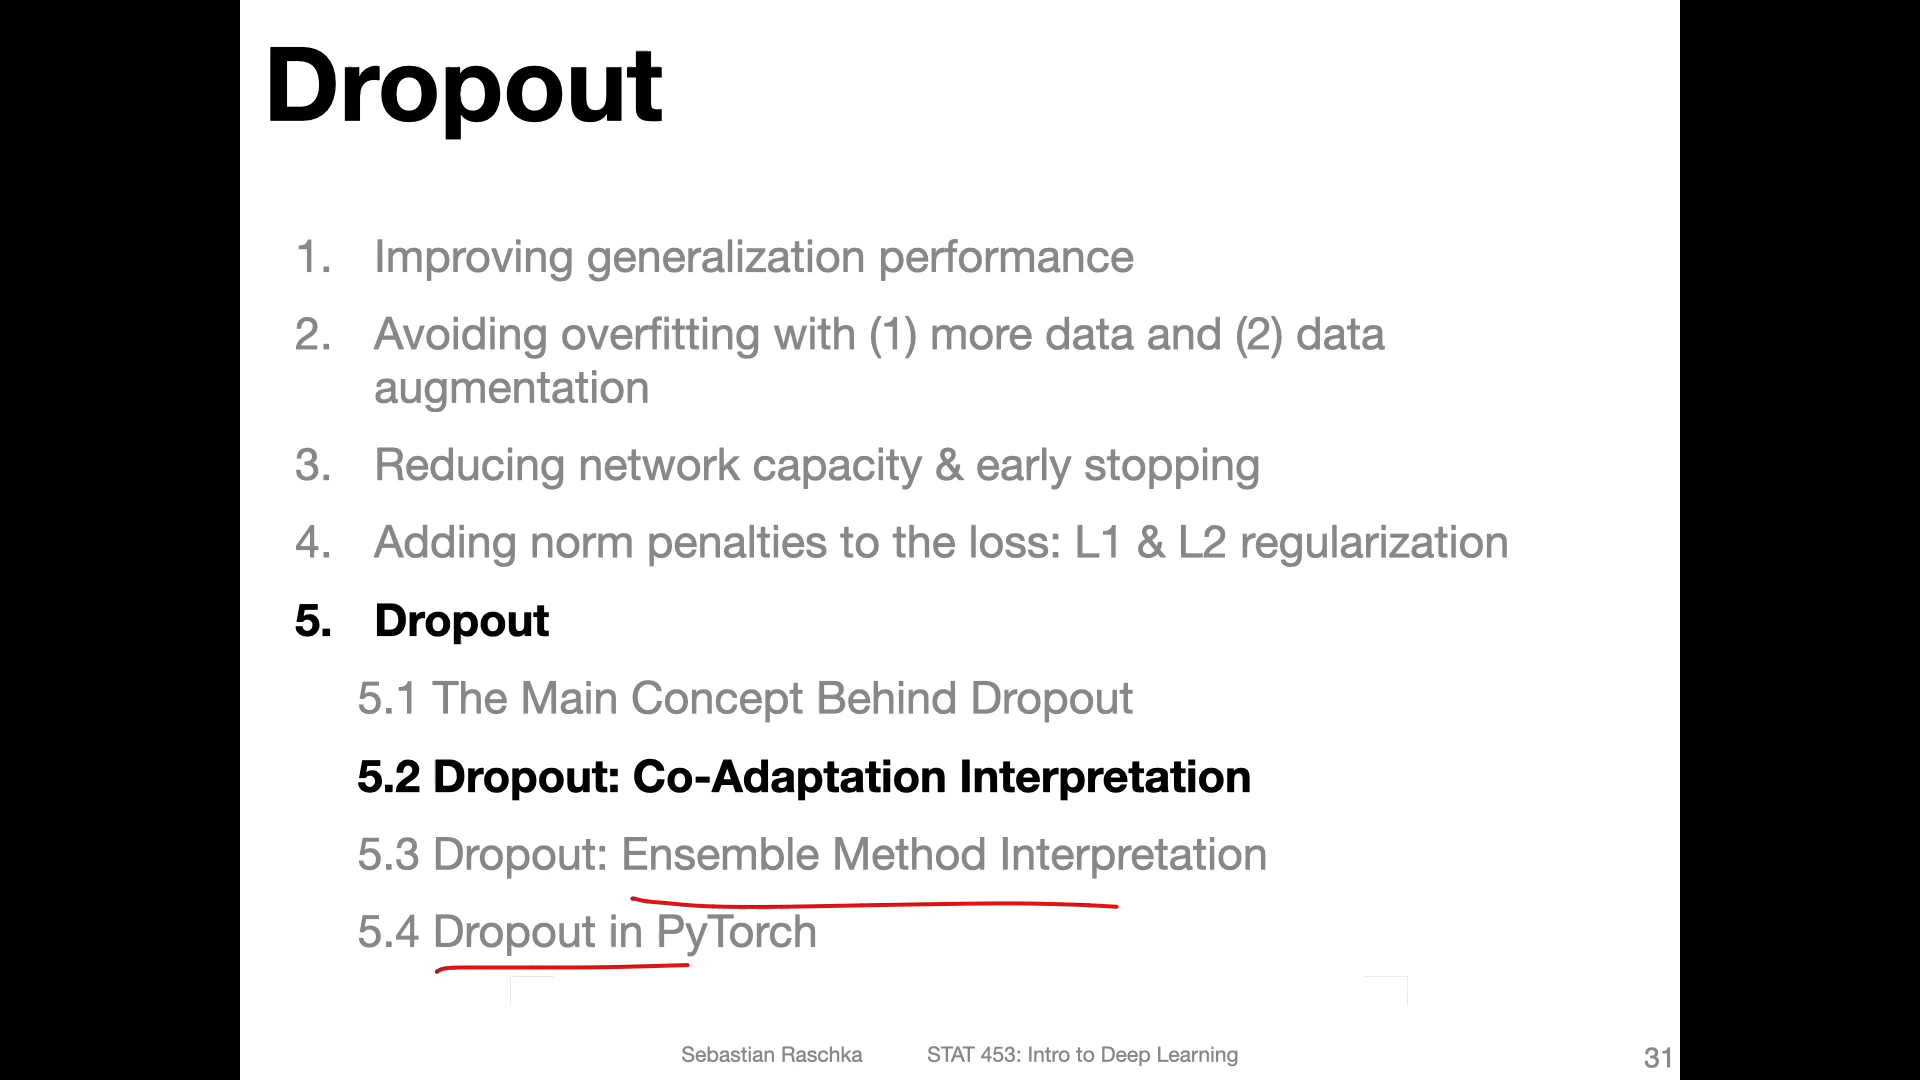 Dropout
1. Improving generalization performance
2. Avoiding overfitting with (1) more data and (2) data
augmentation
3. Reducing network capacity & early stopping
4. Adding norm penalties to the loss: L1 & L2 regularization
5. Dropout
5.1 The Main Concept Behind Dropout
5.2 Dropout: Co-Adaptation Interpretation
5.3 Dropout: Ensemble Method Interpretation
5.4 Dropout in PyTorch
Sebastian Raschka STAT 453: Intro to Deep Learning 31